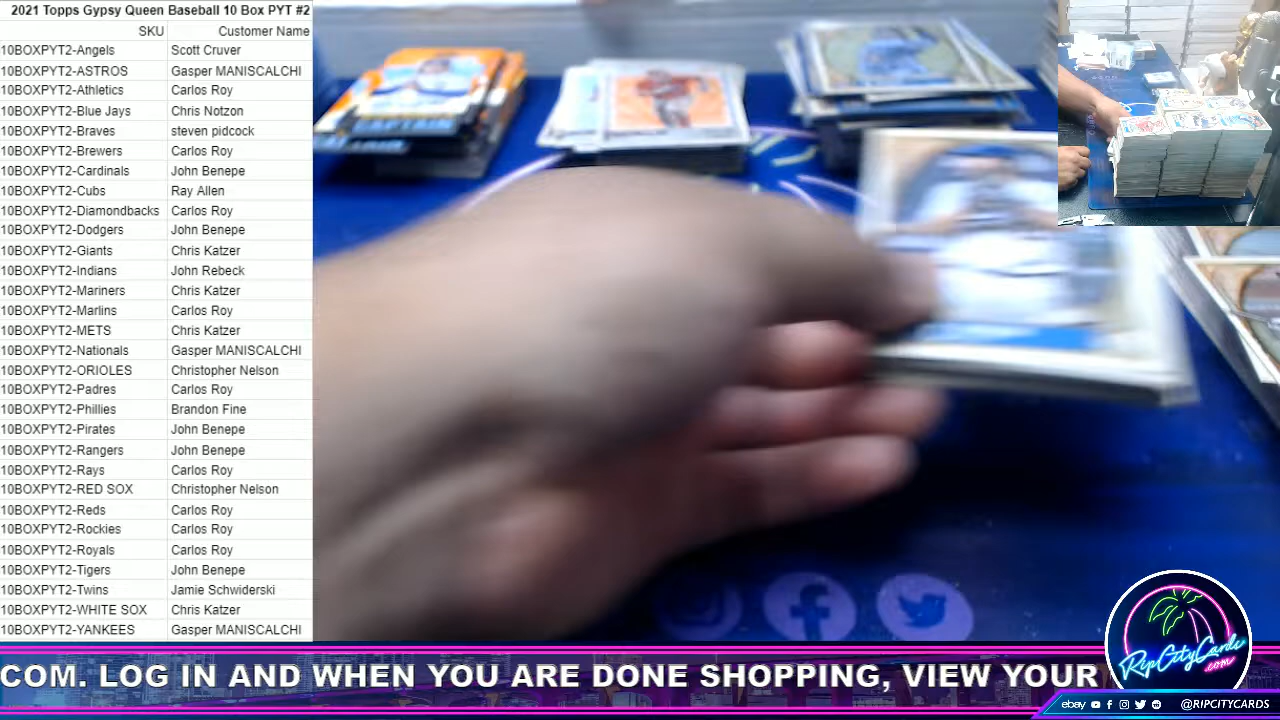 2021 Topps Gypsy Queen Baseball 10 Box PYT #2
SKU Customer Name
10BOXPYT2-Angels Scott Cruver
10BOXPYT2-ASTROS Gasper MANISCALCHI
10BOXPYT2-Athletics Carlos Roy
10BOXPYT2-Blue Jays Chris Notzon
10BOXPYT2-Braves steven pidcock
10BOXPYT2-Brewers Carlos Roy
10BOXPYT2-Cardinals John Benepe
10BOXPYT2-Cubs Ray Allen
10BOXPYT2-Diamondbacks Carlos Roy
10BOXPYT2-Dodgers John Benepe
10BOXPYT2-Giants Chris Katzer
10BOXPYT2-Indians John Rebeck
10BOXPYT2-Mariners Chris Katzer
10BOXPYT2-Marlins Carlos Roy
10BOXPYT2-METS Chris Katzer
10BOXPYT2-Nationals Gasper MANISCALCHI
10BOXPYT2-ORIOLES Christopher Nelson
10BOXPYT2-Padres Carlos Roy
10BOXPYT2-Phillies Brandon Fine
10BOXPYT2-Pirates John Benepe
10BOXPYT2-Rangers John Benepe
10BOXPYT2-Rays Carlos Roy
10BOXPYT2-RED SOX Christopher Nelson
10BOXPYT2-Reds Carlos Roy
10BOXPYT2-Rockies Carlos Roy
10BOXPYT2-Royals Carlos Roy
10BOXPYT2-Tigers John Benepe
10BOXPYT2-Twins Jamie Schwiderski
10BOXPYT2-WHITE SOX Chris Katzer
10BOXPYT2-YANKEES Gasper MANISCALCHI
COM. LOG IN AND WHEN YOU ARE DONE SHOPPING, VIEW YOUR
RipCityCards
.com
ebay @RIPCITYCARDS